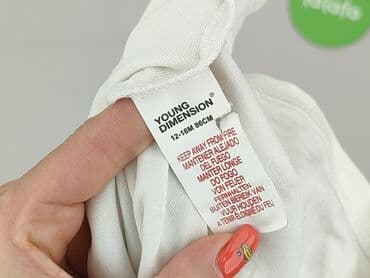 lalafo
YOUNG
DIMENSION®
12-18M 86CM
KEEP AWAY FROM FIRE
MANTENER ALEJADO
DEL FUEGO
MANTER LONGE
DO FOGO
VON FEUER
FERNHALTEN
BUITEN BEREIK VAN
VUUR HOUDEN
A TENIR ÉLOIGNÉ DU FEU